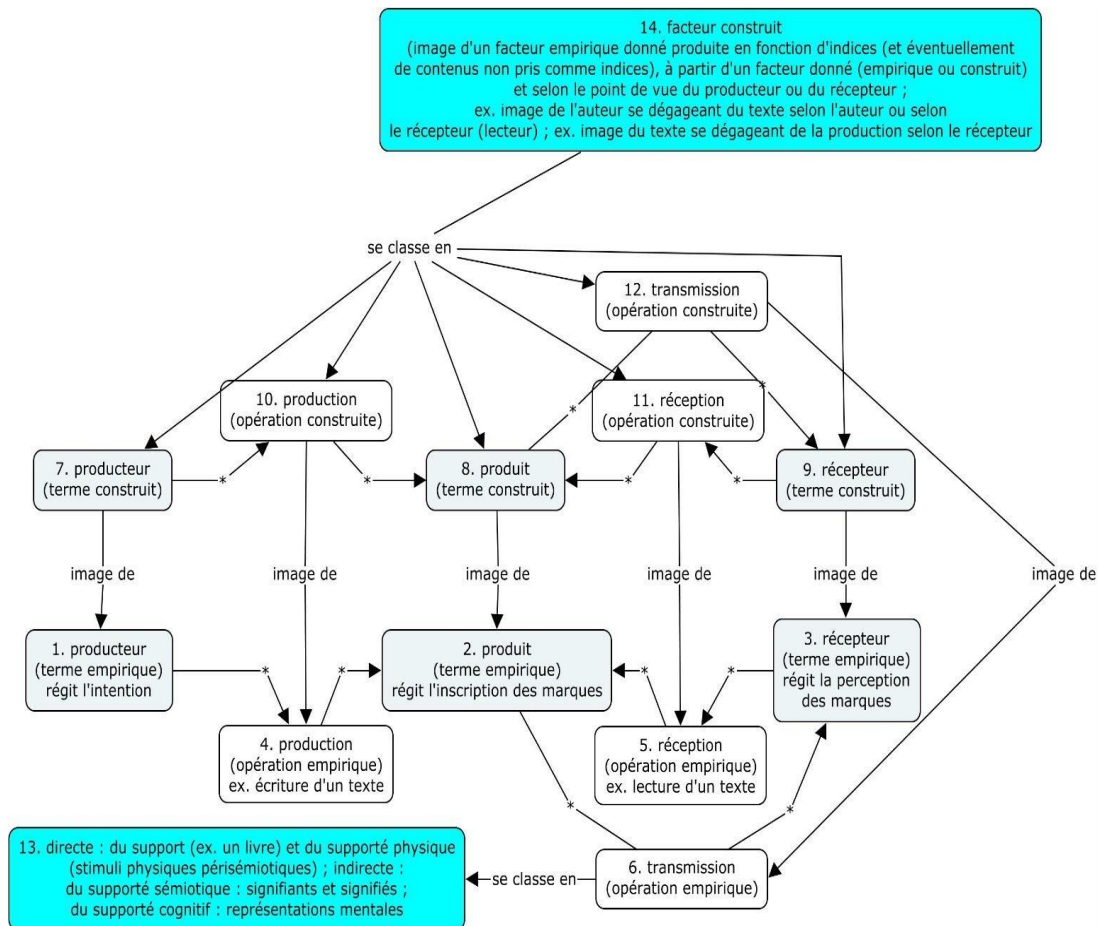 14. facteur construit
(image d'un facteur empirique donné produite en fonction d'indices (et éventuellement
de contenus non pris comme indices), à partir d'un facteur donné (empirique ou construit)
et selon le point de vue du producteur ou du récepteur ;
ex. image de l'auteur se dégageant du texte selon l'auteur ou selon
le récepteur (lecteur) ; ex. image du texte se dégageant de la production selon le récepteur
se classe en
12. transmission
(opération construite)
10. production
(opération construite)
11. réception
(opération construite)
7. producteur
(terme construit)
8. produit
(terme construit)
9. récepteur
(terme construit)
*
*
*
*
*
*
image de
image de
image de
image de
image de
image de
1. producteur
(terme empirique)
régit l'intention
2. produit
(terme empirique)
régit l'inscription des marques
3. récepteur
(terme empirique)
régit la perception
des marques
*
*
*
*
4. production
(opération empirique)
ex. écriture d'un texte
5. réception
(opération empirique)
ex. lecture d'un texte
*
*
13. directe : du support (ex. un livre) et du supporté physique
(stimuli physiques périsémiotiques) ; indirecte :
du supporté sémiotique : signifiants et signifiés ;
du supporté cognitif : représentations mentales
se classe en
6. transmission
(opération empirique)